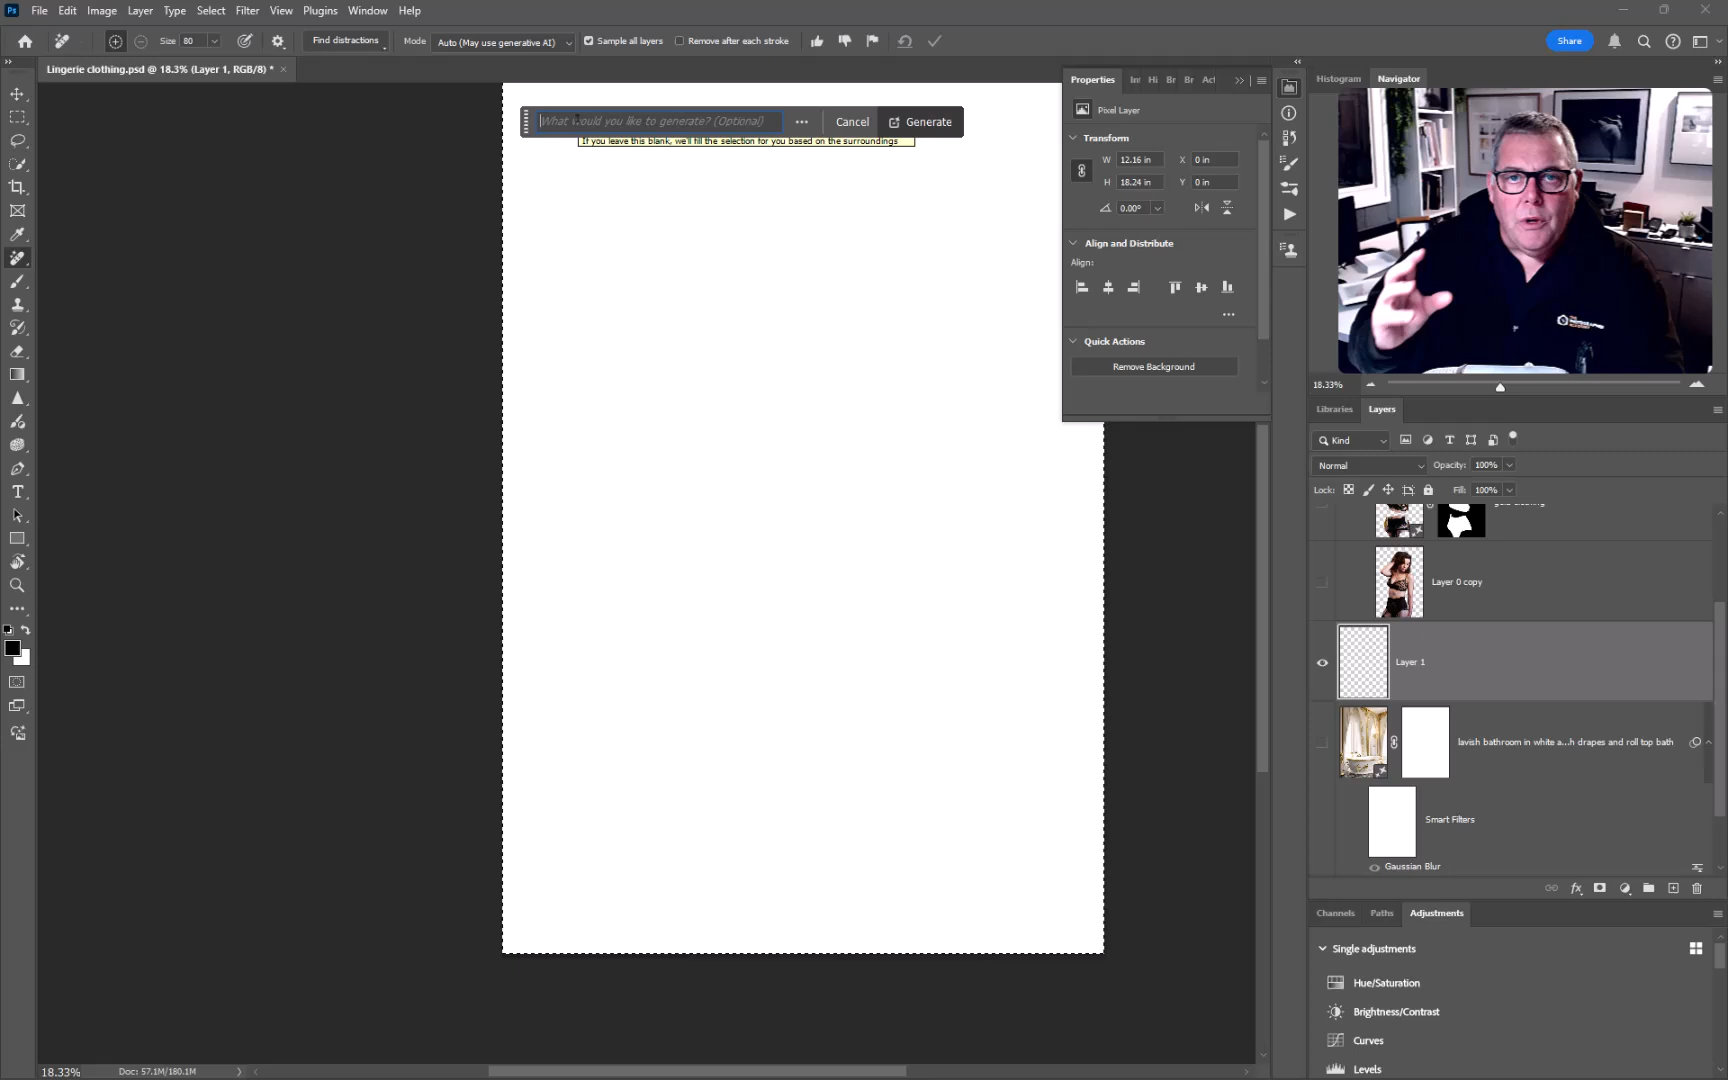 Ps File Edit Image Layer Type Select Filter View Plugins Window Help
Size 80 Find distractions Mode Auto (May use generative AI) Sample all layers Remove after each stroke Share
Lingerie clothing.psd @ 18.3% (Layer 1, RGB/8) *
What would you like to generate? (Optional) Cancel Generate
If you leave this blank, we'll fill the selection for you based on the surroundings
Properties Hi Br Br
Pixel Layer
Transform
W 12.16 in X 0 in
H 18.24 in Y 0 in
0.00°
Align and Distribute
Align:
Quick Actions
Remove Background
Histogram Navigator
18.33%
Libraries Layers
Kind
Normal Opacity: 100%
Lock: Fill: 100%
Layer 0 copy
Layer 1
lavish bathroom in white a...h drapes and roll top bath
Smart Filters
Gaussian Blur
Channels Paths Adjustments
Single adjustments
Hue/Saturation
Brightness/Contrast
Curves
Levels
18.33% Doc: 57.1M/180.1M